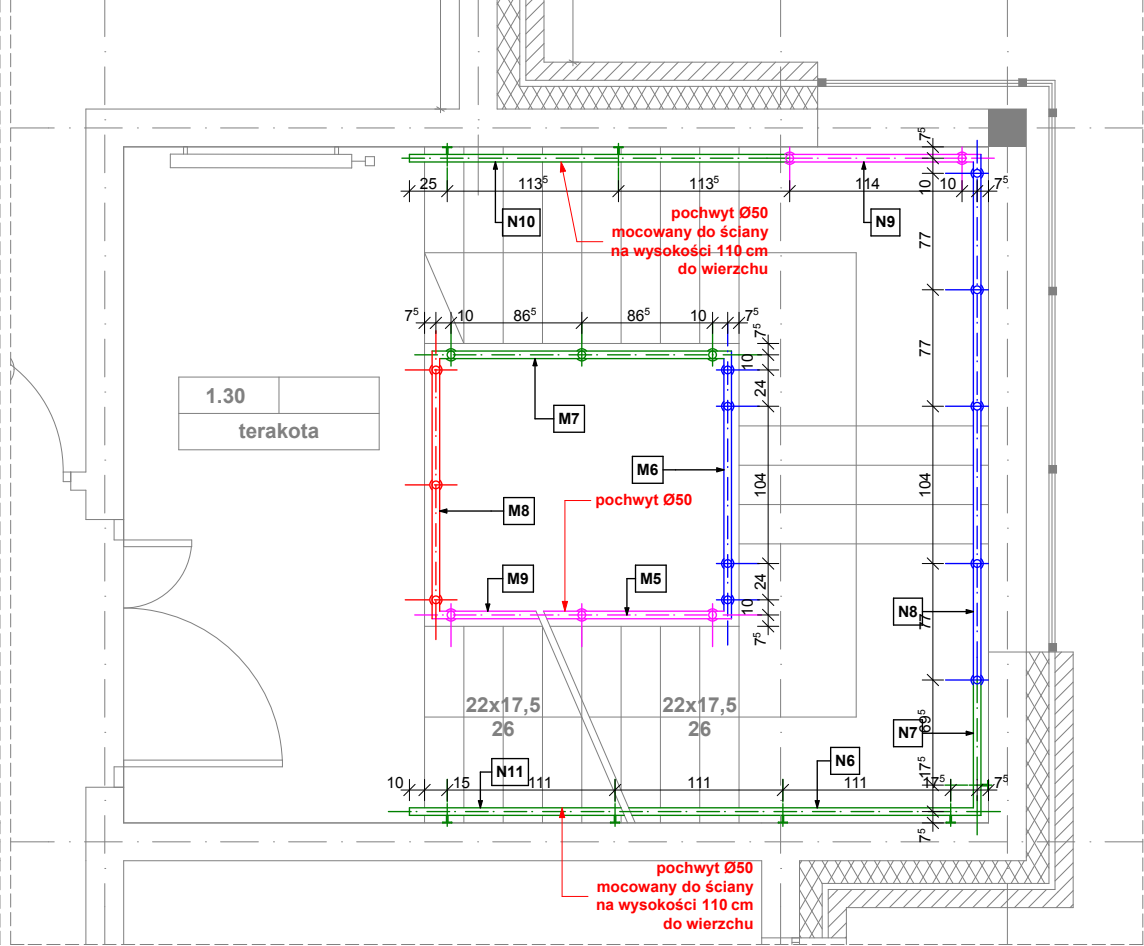 7⁵
25
113⁵
113⁵
114
10
7⁵
10
N10
N9
pochwyt Ø50
mocowany do ściany
na wysokości 110 cm
do wierzchu
77
77
104
77
69⁵
17⁵
7⁵
7⁵
10
86⁵
86⁵
10
7⁵
7⁵
10
24
104
24
10
7⁵
1.30
terakota
M7
M6
M8
pochwyt Ø50
M9
M5
N8
22x17,5
26
22x17,5
26
N7
N11
N6
10
15
111
111
111
17⁵
7⁵
pochwyt Ø50
mocowany do ściany
na wysokości 110 cm
do wierzchu